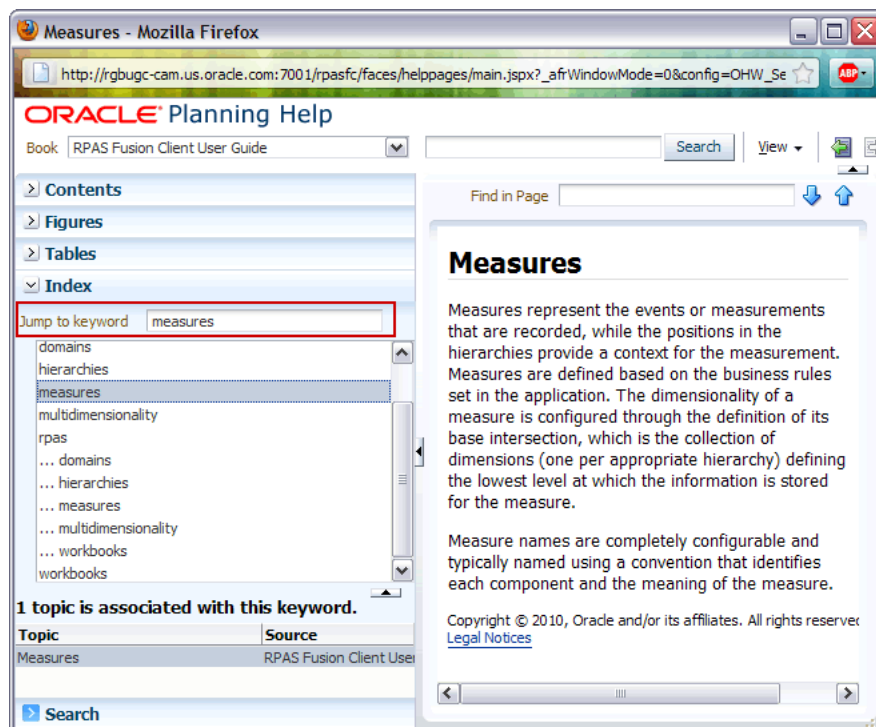 Measures - Mozilla Firefox
http://rgbugc-cam.us.oracle.com:7001/rpasfc/faces/helppages/main.jspx?_afrWindowMode=0&config=OHW_Se
ABP
ORACLE Planning Help
Book RPAS Fusion Client User Guide Search View
Contents
Figures
Tables
Index
Jump to keyword measures
domains
hierarchies
measures
multidimensionality
rpas
... domains
... hierarchies
... measures
... multidimensionality
... workbooks
workbooks
1 topic is associated with this keyword.
Topic Source
Measures RPAS Fusion Client User
Search
Find in Page
Measures
Measures represent the events or measurements
that are recorded, while the positions in the
hierarchies provide a context for the measurement.
Measures are defined based on the business rules
set in the application. The dimensionality of a
measure is configured through the definition of its
base intersection, which is the collection of
dimensions (one per appropriate hierarchy) defining
the lowest level at which the information is stored
for the measure.
Measure names are completely configurable and
typically named using a convention that identifies
each component and the meaning of the measure.
Copyright © 2010, Oracle and/or its affiliates. All rights reserved
Legal Notices